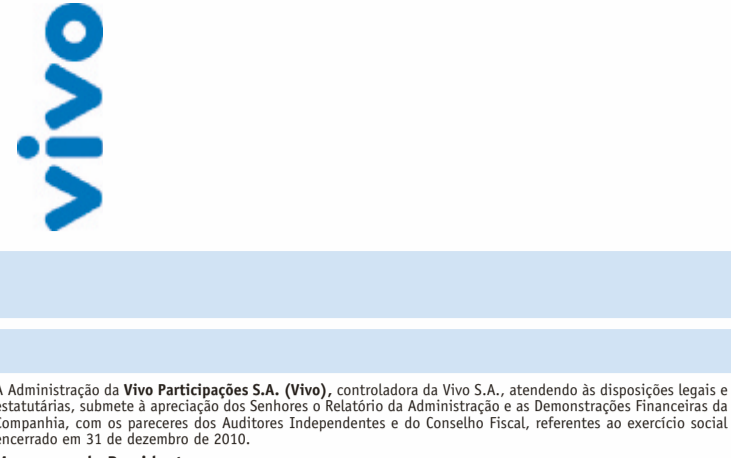 vivo
A Administração da Vivo Participações S.A. (Vivo), controladora da Vivo S.A., atendendo às disposições legais e
estatutárias, submete à apreciação dos Senhores o Relatório da Administração e as Demonstrações Financeiras da
Companhia, com os pareceres dos Auditores Independentes e do Conselho Fiscal, referentes ao exercício social
encerrado em 31 de dezembro de 2010.